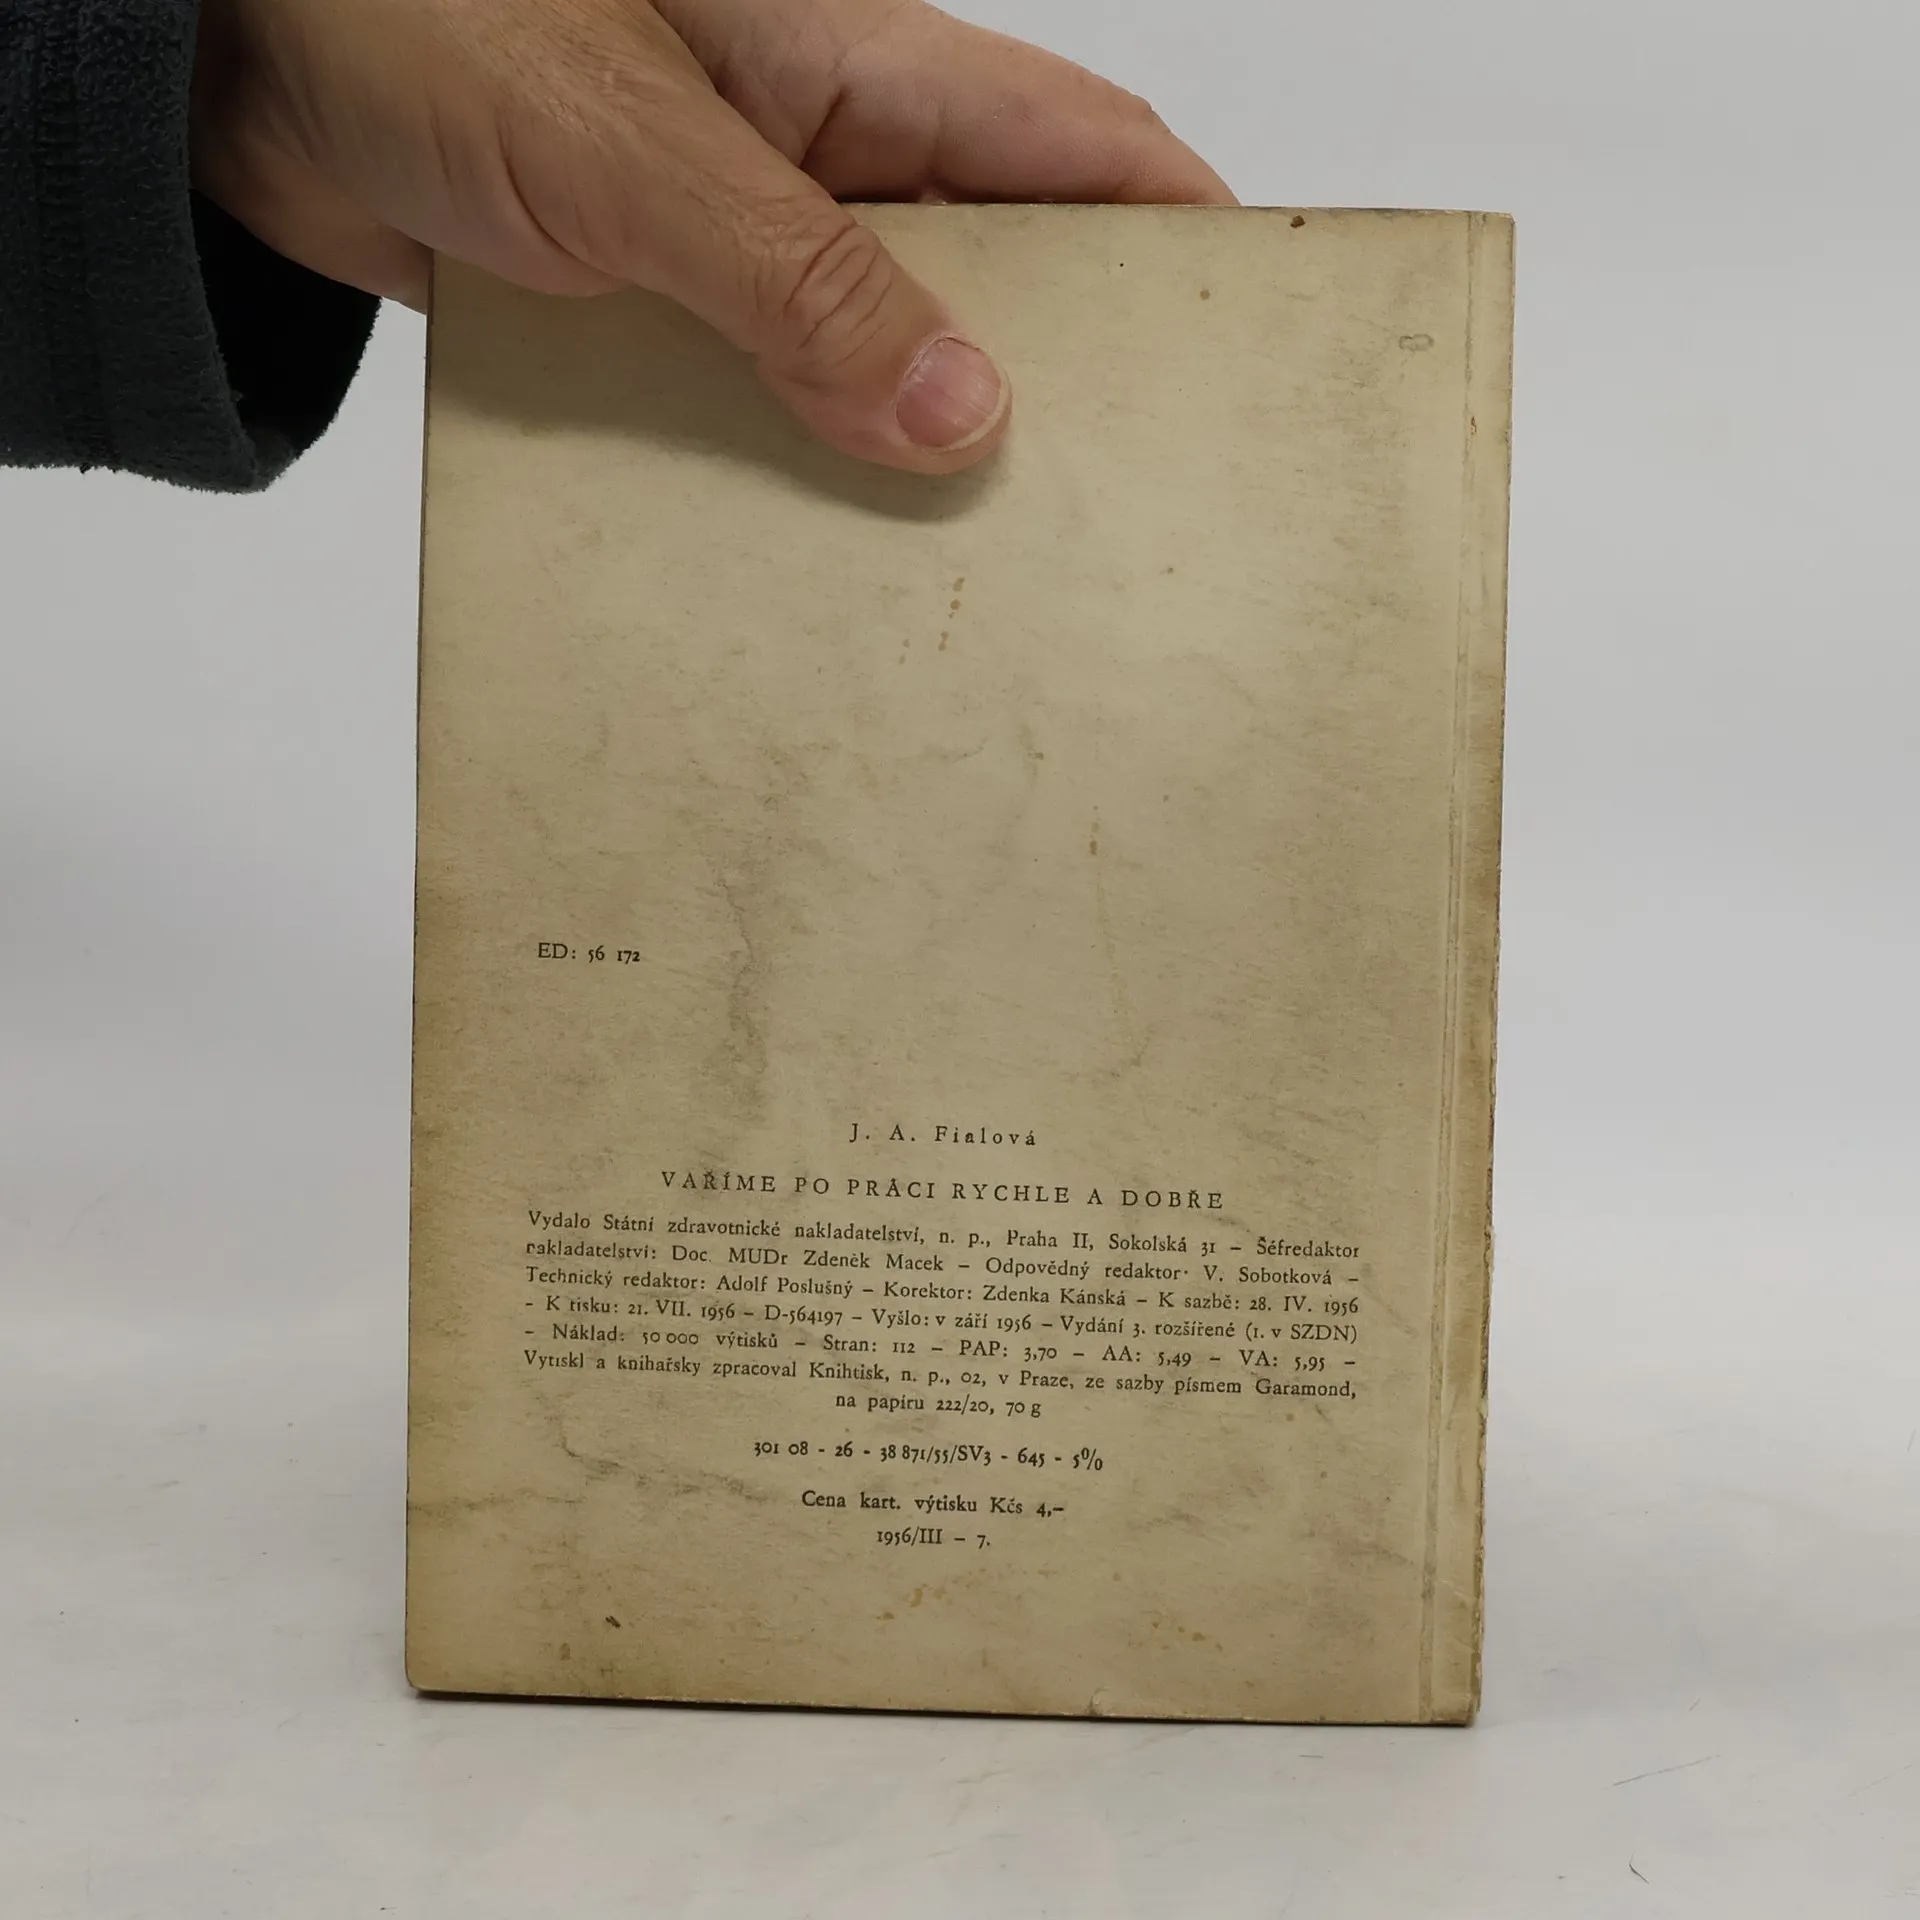 ED: 56 172
J. A. Fialová
VAŘÍME PO PRÁCI RYCHLE A DOBŘE
Vydalo Státní zdravotnické nakladatelství, n. p., Praha II, Sokolská 31 – Šéfredaktor
nakladatelství: Doc. MUDr Zdeněk Macek – Odpovědný redaktor: V. Sobotková –
Technický redaktor: Adolf Poslušný – Korektor: Zdenka Kánská – K sazbě: 28. IV. 1956
– K tisku: 21. VII. 1956 – D-564197 – Vyšlo: v září 1956 – Vydání 3. rozšířené (1. v SZDN)
– Náklad: 50 000 výtisků – Stran: 112 – PAP: 3,70 – AA: 5,49 – VA: 5,95 –
Vytiskl a knihařsky zpracoval Knihtisk, n. p., 02, v Praze, ze sazby písmem Garamond,
na papíru 222/20, 70 g
301 08 - 26 - 38 871/55/SV3 - 645 - 5%
Cena kart. výtisku Kčs 4,–
1956/III – 7.